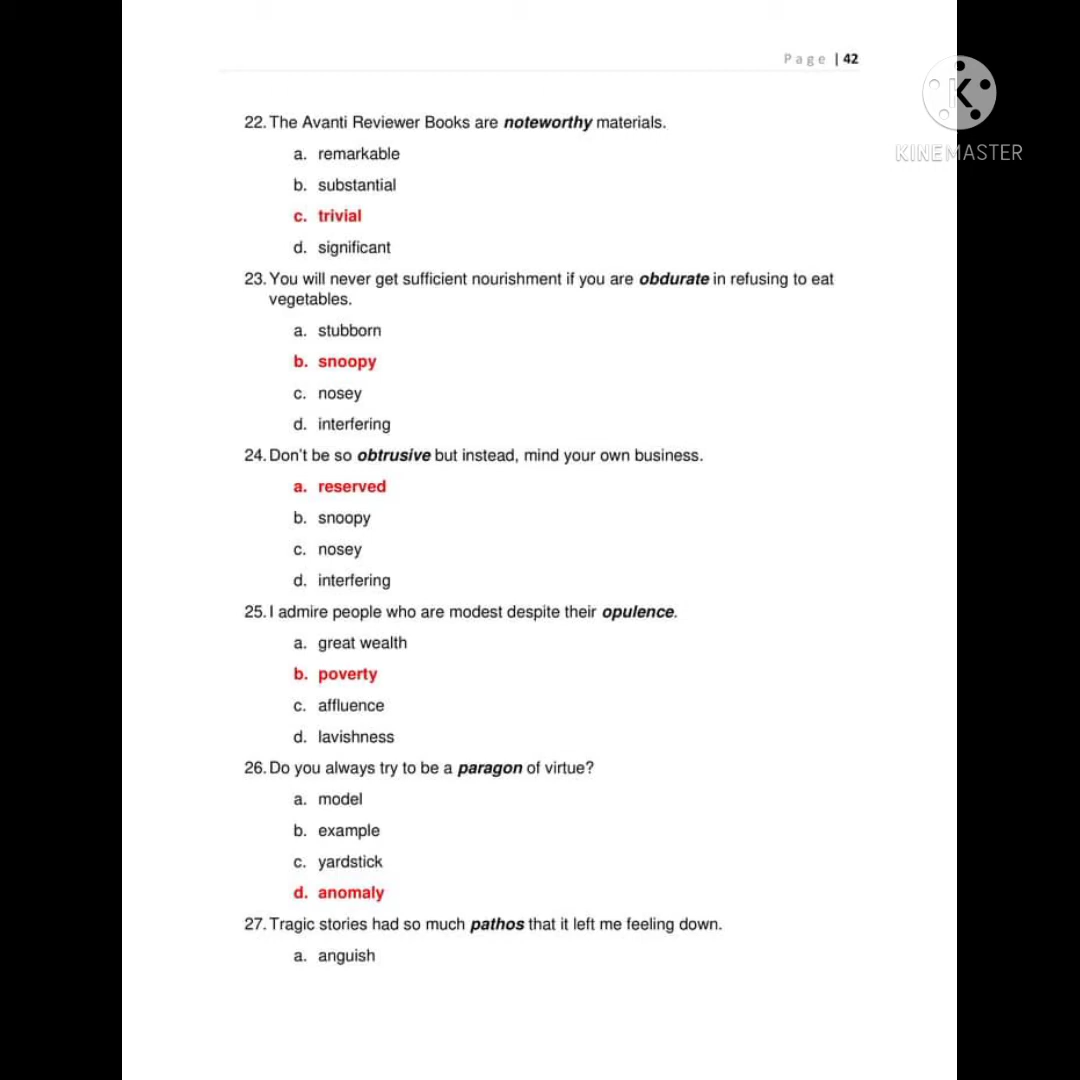 Page | 42
K
KINEMASTER
22. The Avanti Reviewer Books are noteworthy materials.
a. remarkable
b. substantial
c. trivial
d. significant
23. You will never get sufficient nourishment if you are obdurate in refusing to eat
vegetables.
a. stubborn
b. snoopy
c. nosey
d. interfering
24. Don't be so obtrusive but instead, mind your own business.
a. reserved
b. snoopy
c. nosey
d. interfering
25. I admire people who are modest despite their opulence.
a. great wealth
b. poverty
c. affluence
d. lavishness
26. Do you always try to be a paragon of virtue?
a. model
b. example
c. yardstick
d. anomaly
27. Tragic stories had so much pathos that it left me feeling down.
a. anguish